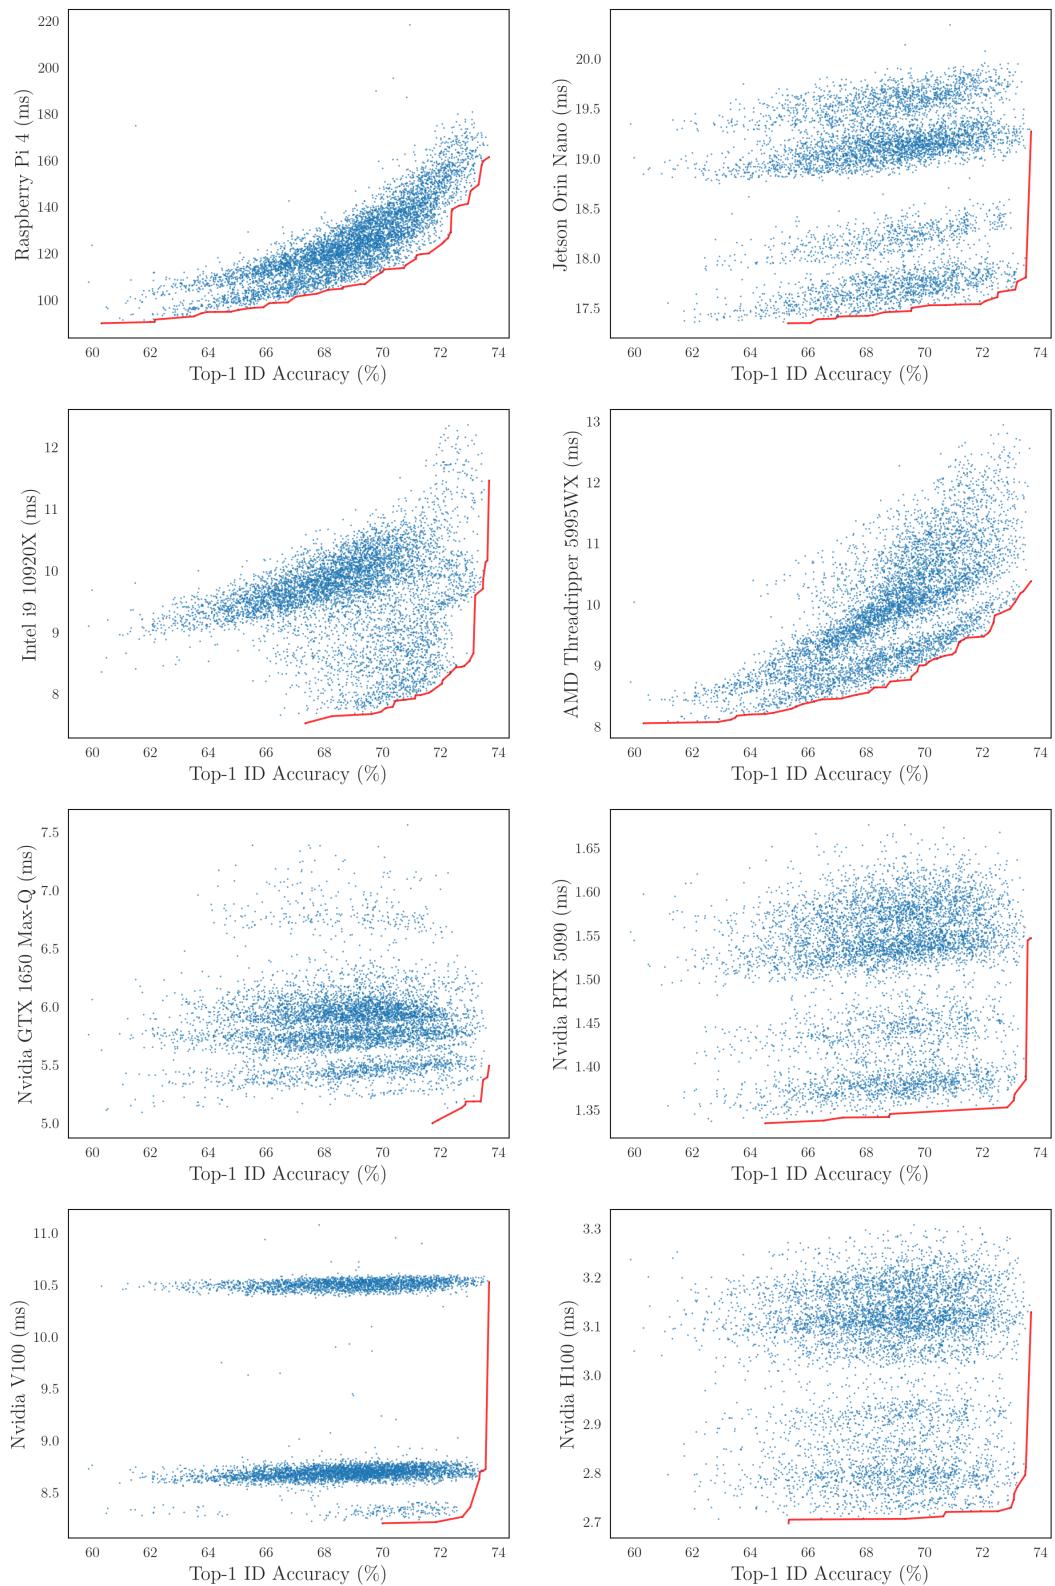 220
200
180
160
140
120
100
Raspberry Pi 4 (ms)
60 62 64 66 68 70 72 74
Top-1 ID Accuracy (%)
20.0
19.5
19.0
18.5
18.0
17.5
Jetson Orin Nano (ms)
60 62 64 66 68 70 72 74
Top-1 ID Accuracy (%)
12
11
10
9
8
Intel i9 10920X (ms)
60 62 64 66 68 70 72 74
Top-1 ID Accuracy (%)
13
12
11
10
9
8
AMD Threadripper 5995WX (ms)
60 62 64 66 68 70 72 74
Top-1 ID Accuracy (%)
7.5
7.0
6.5
6.0
5.5
5.0
Nvidia GTX 1650 Max-Q (ms)
60 62 64 66 68 70 72 74
Top-1 ID Accuracy (%)
1.65
1.60
1.55
1.50
1.45
1.40
1.35
Nvidia RTX 5090 (ms)
60 62 64 66 68 70 72 74
Top-1 ID Accuracy (%)
11.0
10.5
10.0
9.5
9.0
8.5
Nvidia V100 (ms)
60 62 64 66 68 70 72 74
Top-1 ID Accuracy (%)
3.3
3.2
3.1
3.0
2.9
2.8
2.7
Nvidia H100 (ms)
60 62 64 66 68 70 72 74
Top-1 ID Accuracy (%)